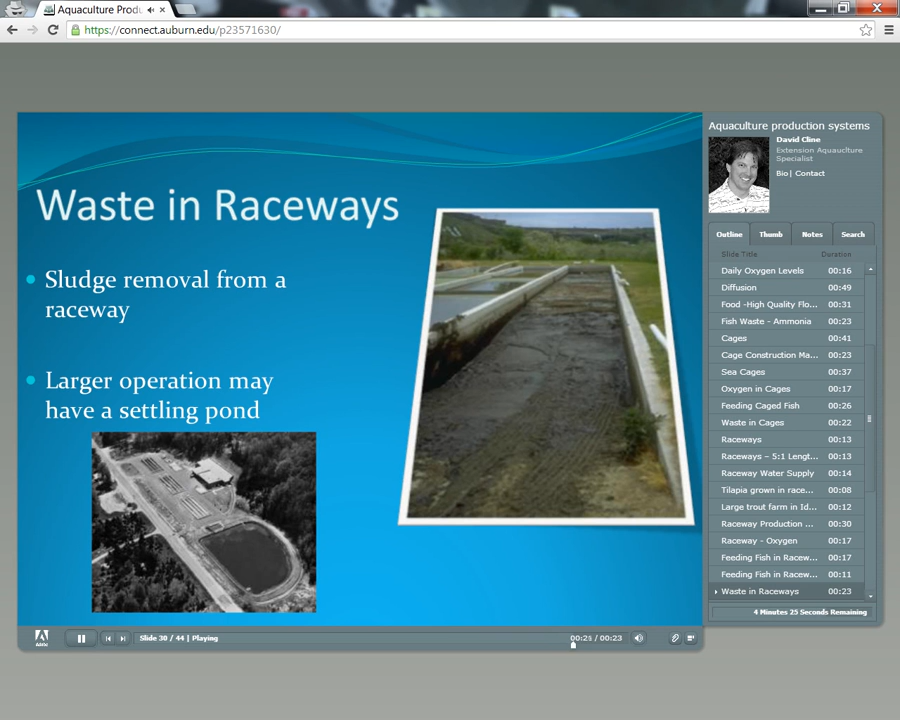 Aquaculture Produ
https://connect.auburn.edu/p23571630/
Waste in Raceways
Sludge removal from a
raceway
Larger operation may
have a settling pond
Aquaculture production systems
David Cline
Extension Aquauclture
Specialist
Bio| Contact
Outline Thumb Notes Search
Slide Title Duration
Daily Oxygen Levels 00:16
Diffusion 00:49
Food -High Quality Flo... 00:31
Fish Waste - Ammonia 00:23
Cages 00:41
Cage Construction Ma... 00:23
Sea Cages 00:37
Oxygen in Cages 00:17
Feeding Caged Fish 00:26
Waste in Cages 00:22
Raceways 00:13
Raceways – 5:1 Lengt... 00:13
Raceway Water Supply 00:14
Tilapia grown in race... 00:08
Large trout farm in Id... 00:12
Raceway Production ... 00:30
Raceway - Oxygen 00:17
Feeding Fish in Racew... 00:17
Feeding Fish in Racew... 00:11
Waste in Raceways 00:23
4 Minutes 25 Seconds Remaining
Adobe
Slide 30 / 44 | Playing
/ 00:23